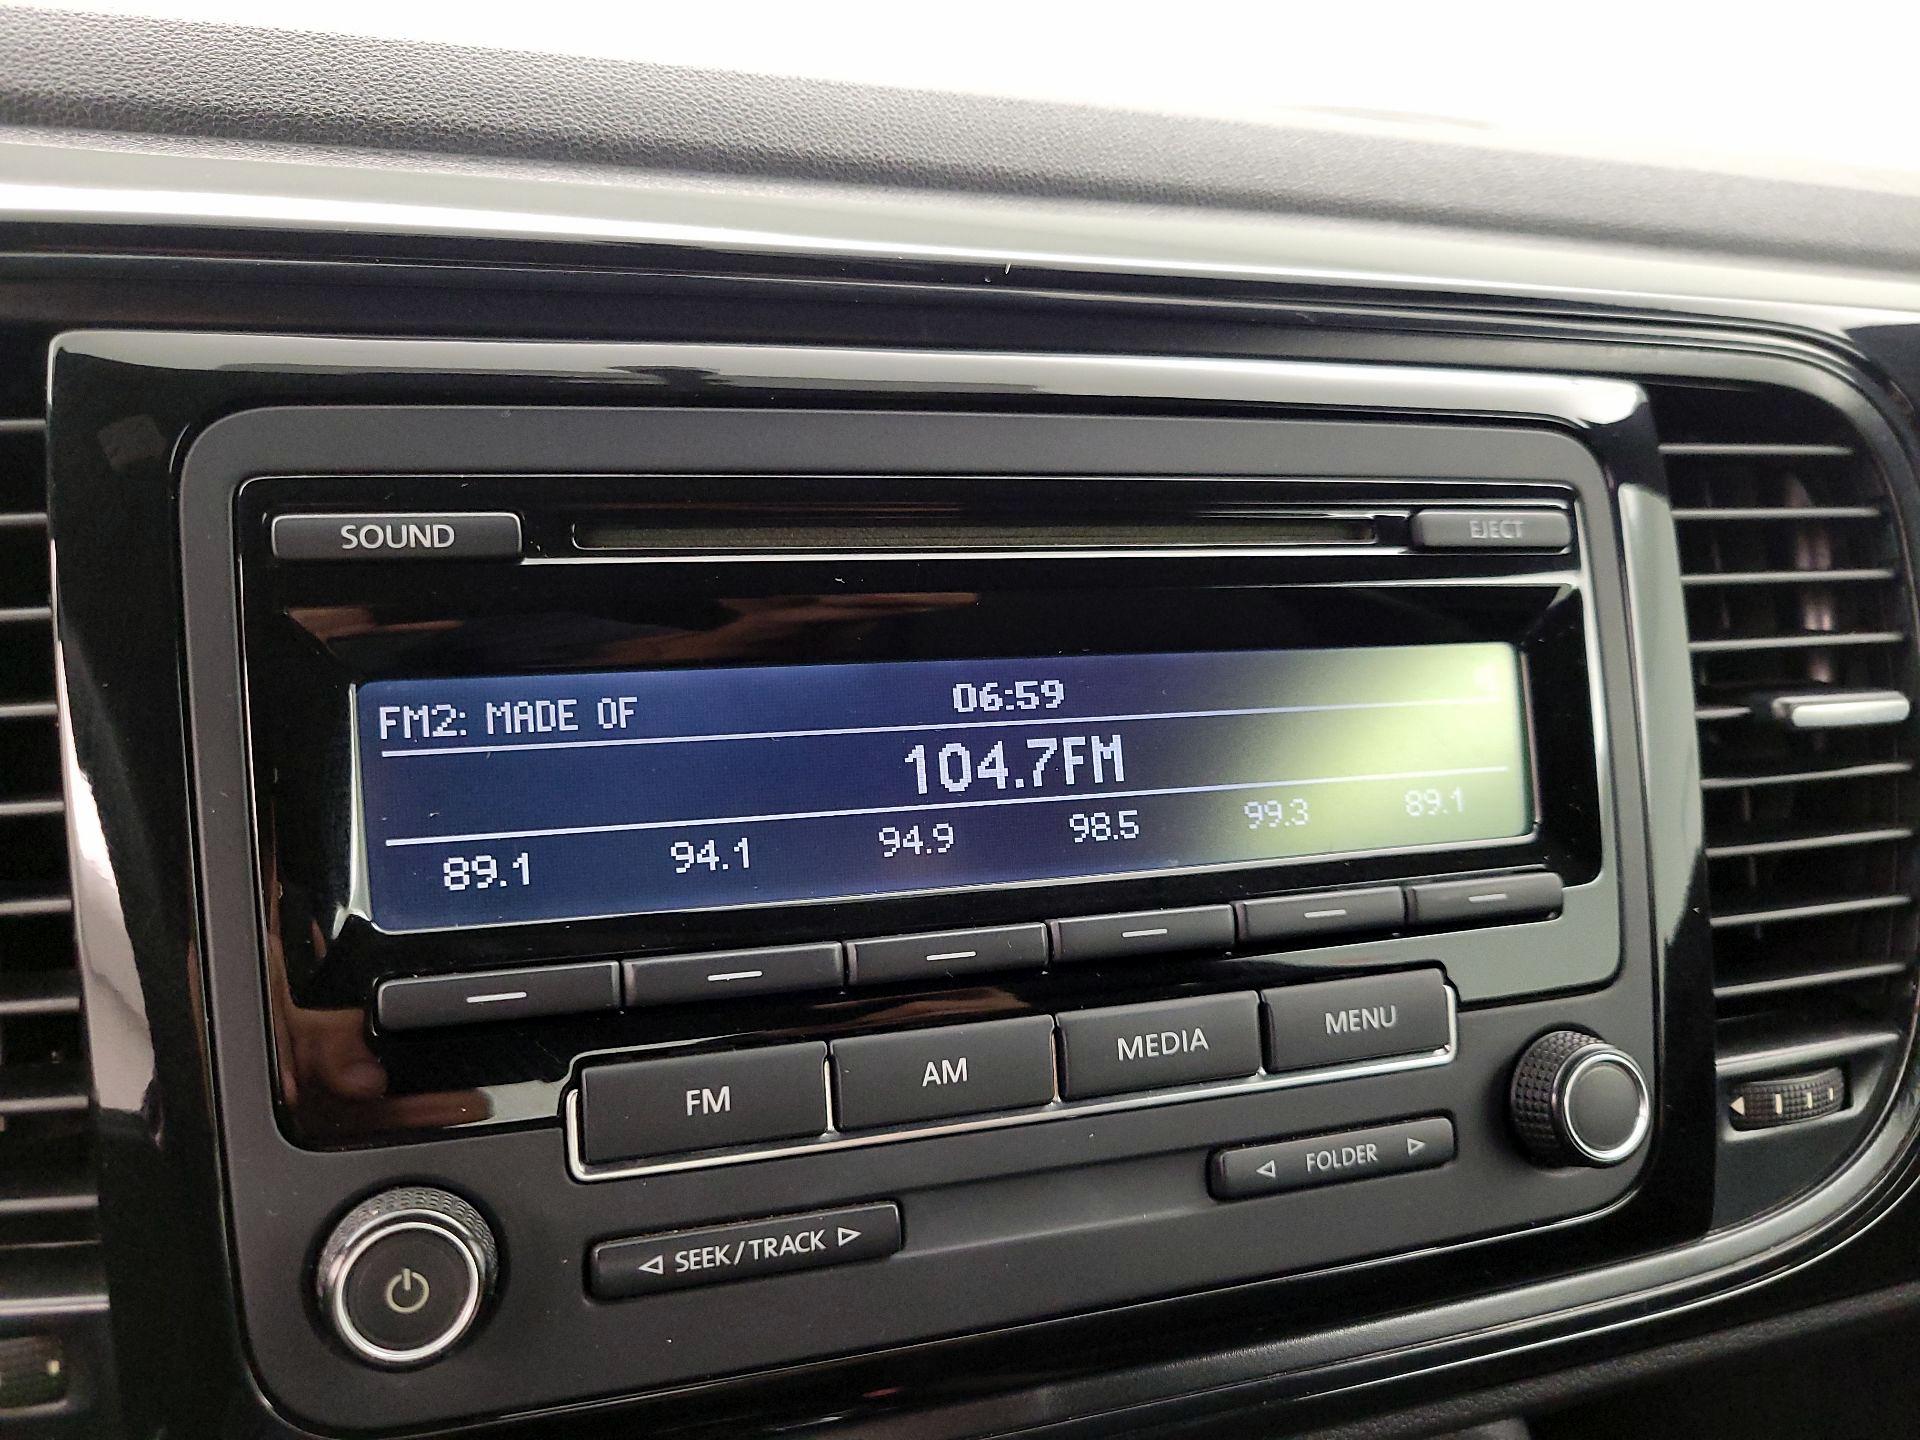 SOUND
EJECT
FM2: MADE OF 06:59
104.7FM
89.1 94.1 94.9 98.5 99.3 89.1
FM AM MEDIA MENU
SEEK/TRACK
FOLDER